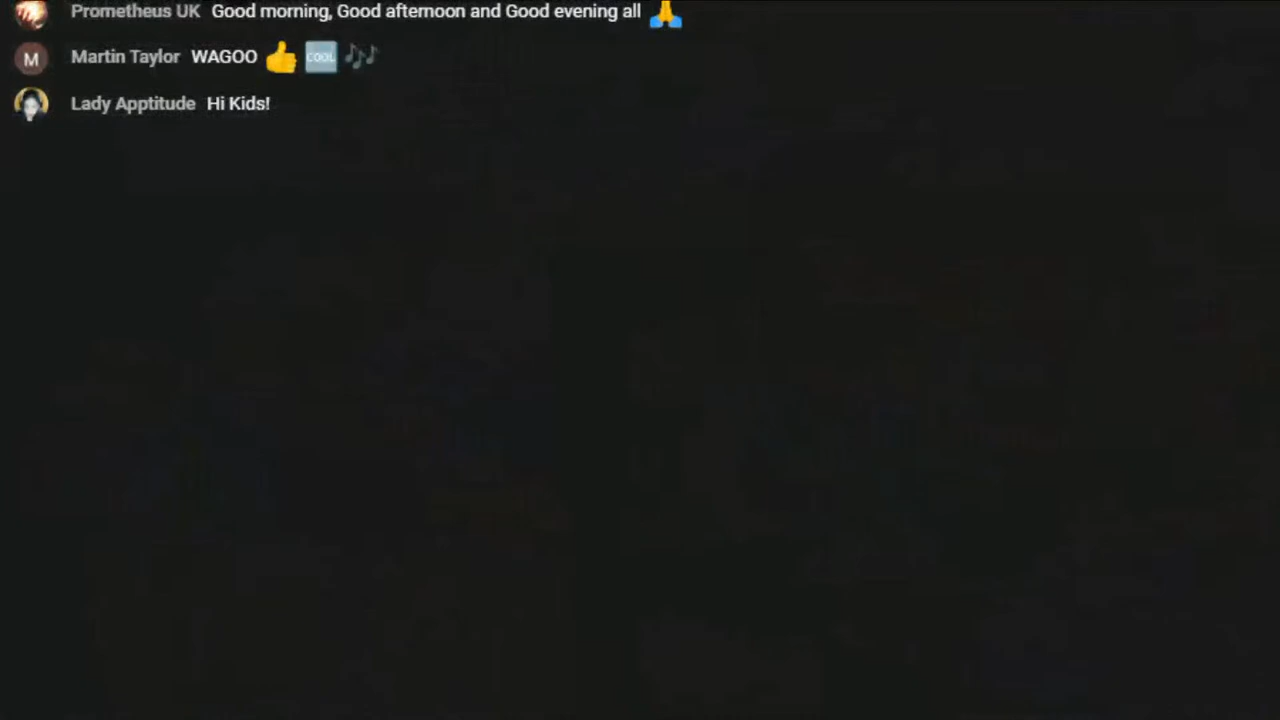 Prometheus UK Good morning, Good afternoon and Good evening all 🙏
M Martin Taylor WAGOO 👍 🆒 🎶
Lady Apptitude Hi Kids!